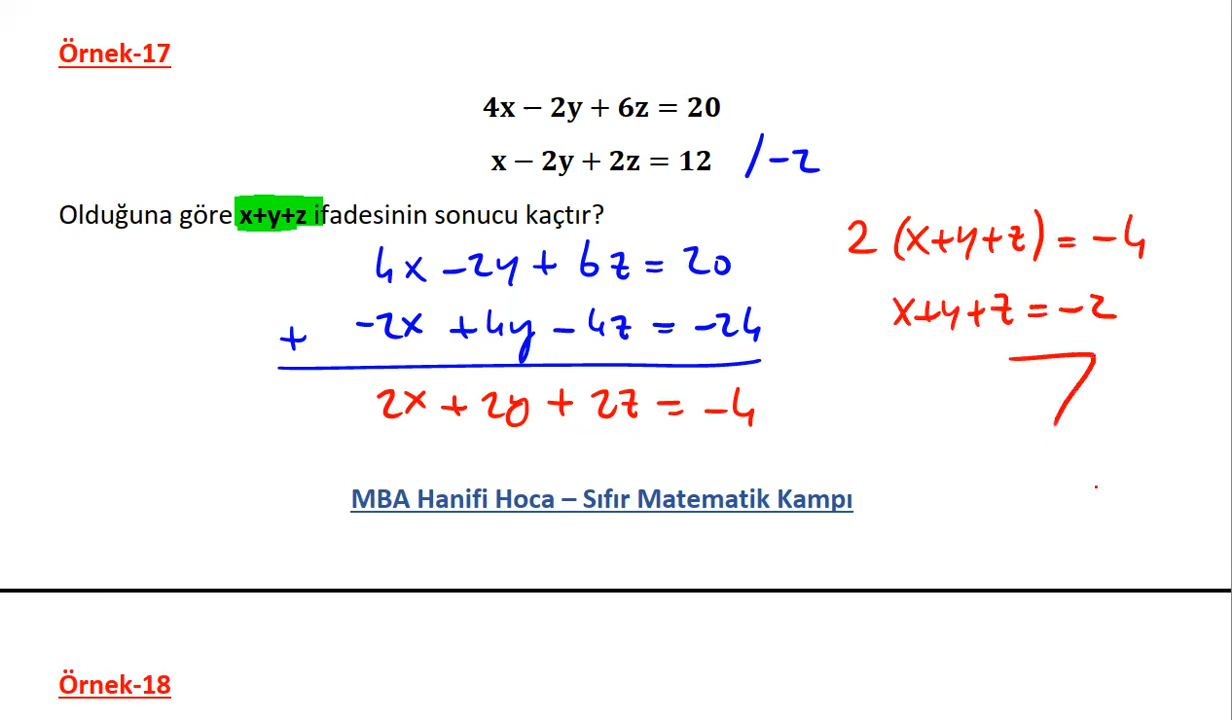 Örnek-17
4x − 2y + 6z = 20
x − 2y + 2z = 12 /-2
Olduğuna göre x+y+z ifadesinin sonucu kaçtır?
4x -2y + 6z = 20
+ -2x +4y - 4z = -24
2x + 2y + 2z = -4
2 (x+y+z) = -4
x+y+z = -2
MBA Hanifi Hoca – Sıfır Matematik Kampı
Örnek-18